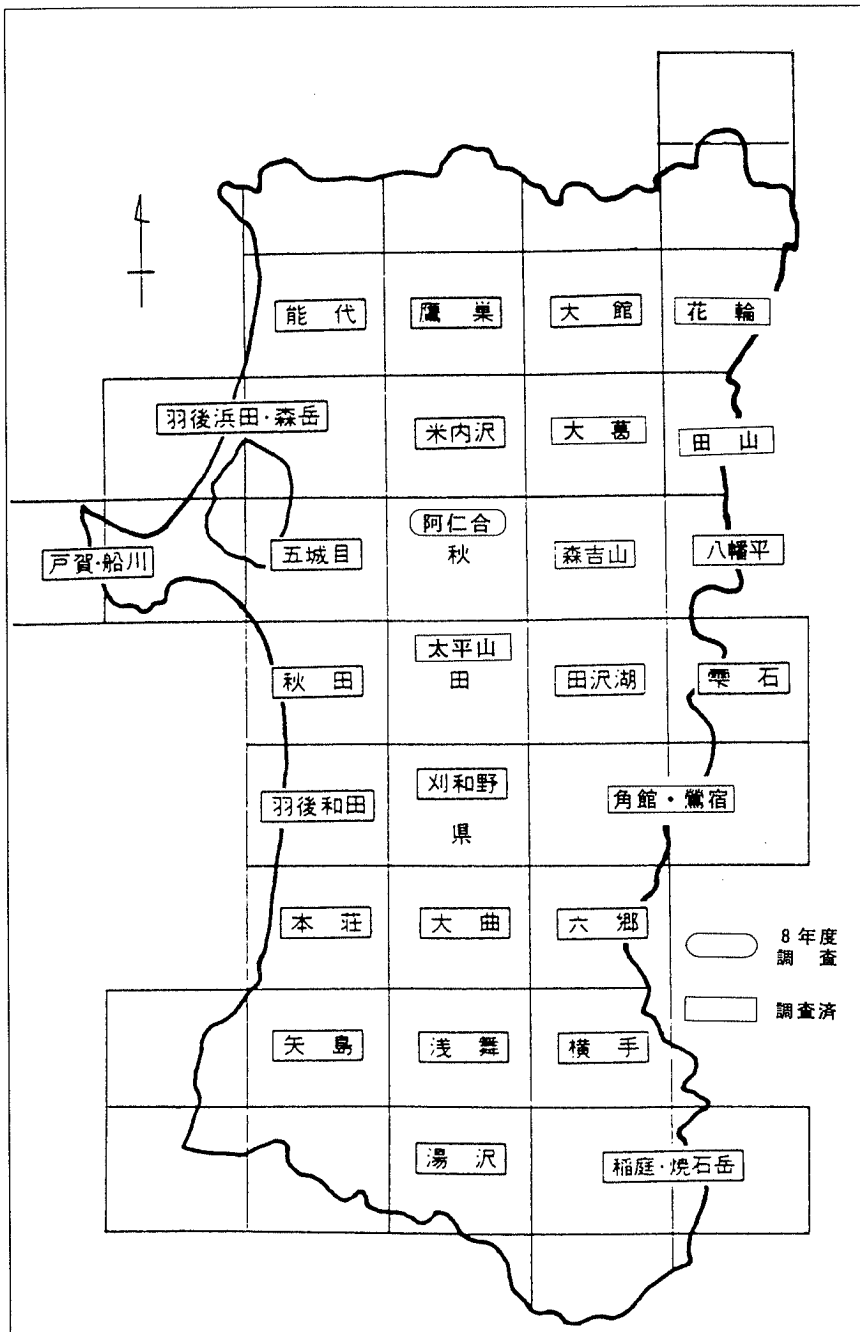 能代
鷹巣
大館
花輪
羽後浜田・森岳
米内沢
大葛
田山
戸賀・船川
五城目
阿仁合
秋
森吉山
八幡平
秋田
太平山
田
田沢湖
雫石
羽後和田
刈和野
県
角館・鶯宿
本荘
大曲
六郷
8年度
調査
調査済
矢島
浅舞
横手
湯沢
稲庭・焼石岳